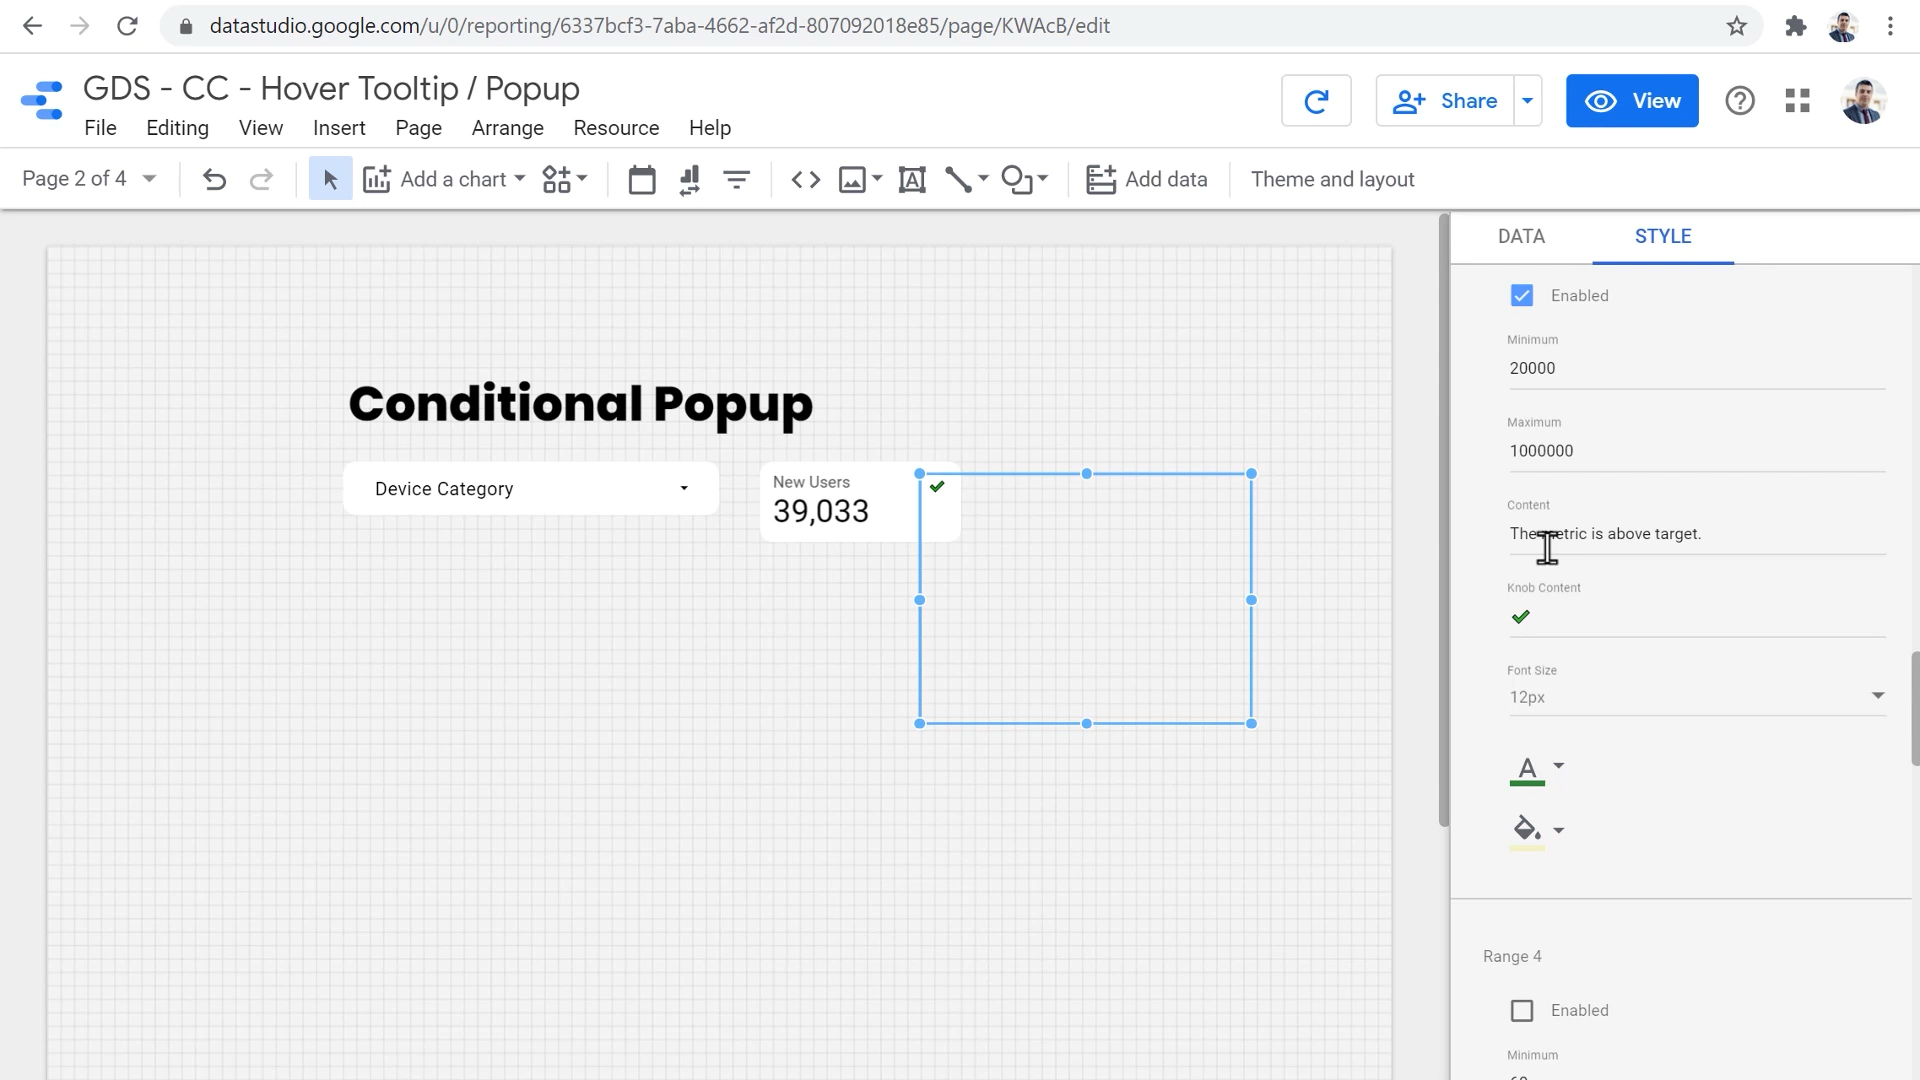 datastudio.google.com/u/0/reporting/6337bcf3-7aba-4662-af2d-807092018e85/page/KWAcB/edit
GDS - CC - Hover Tooltip / Popup
File Editing View Insert Page Arrange Resource Help
Share
View
Page 2 of 4
Add a chart
Add data
Theme and layout
DATA STYLE
Enabled
Minimum
20000
Maximum
1000000
Content
The metric is above target.
Knob Content
Font Size
12px
A
Range 4
Enabled
Minimum
Conditional Popup
Device Category
New Users
39,033